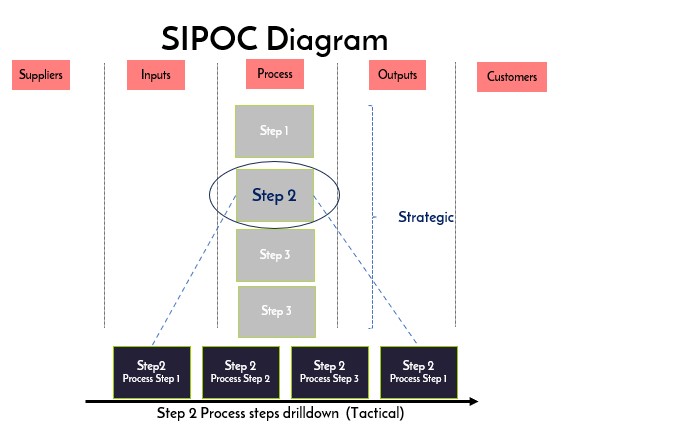 SIPOC Diagram
Suppliers
Inputs
Process
Outputs
Customers
Step 1
Step 2
Step 3
Step 3
Strategic
Step2
Process Step 1
Step 2
Process Step 2
Step 2
Process Step 3
Step 2
Process Step 1
Step 2 Process steps drilldown (Tactical)